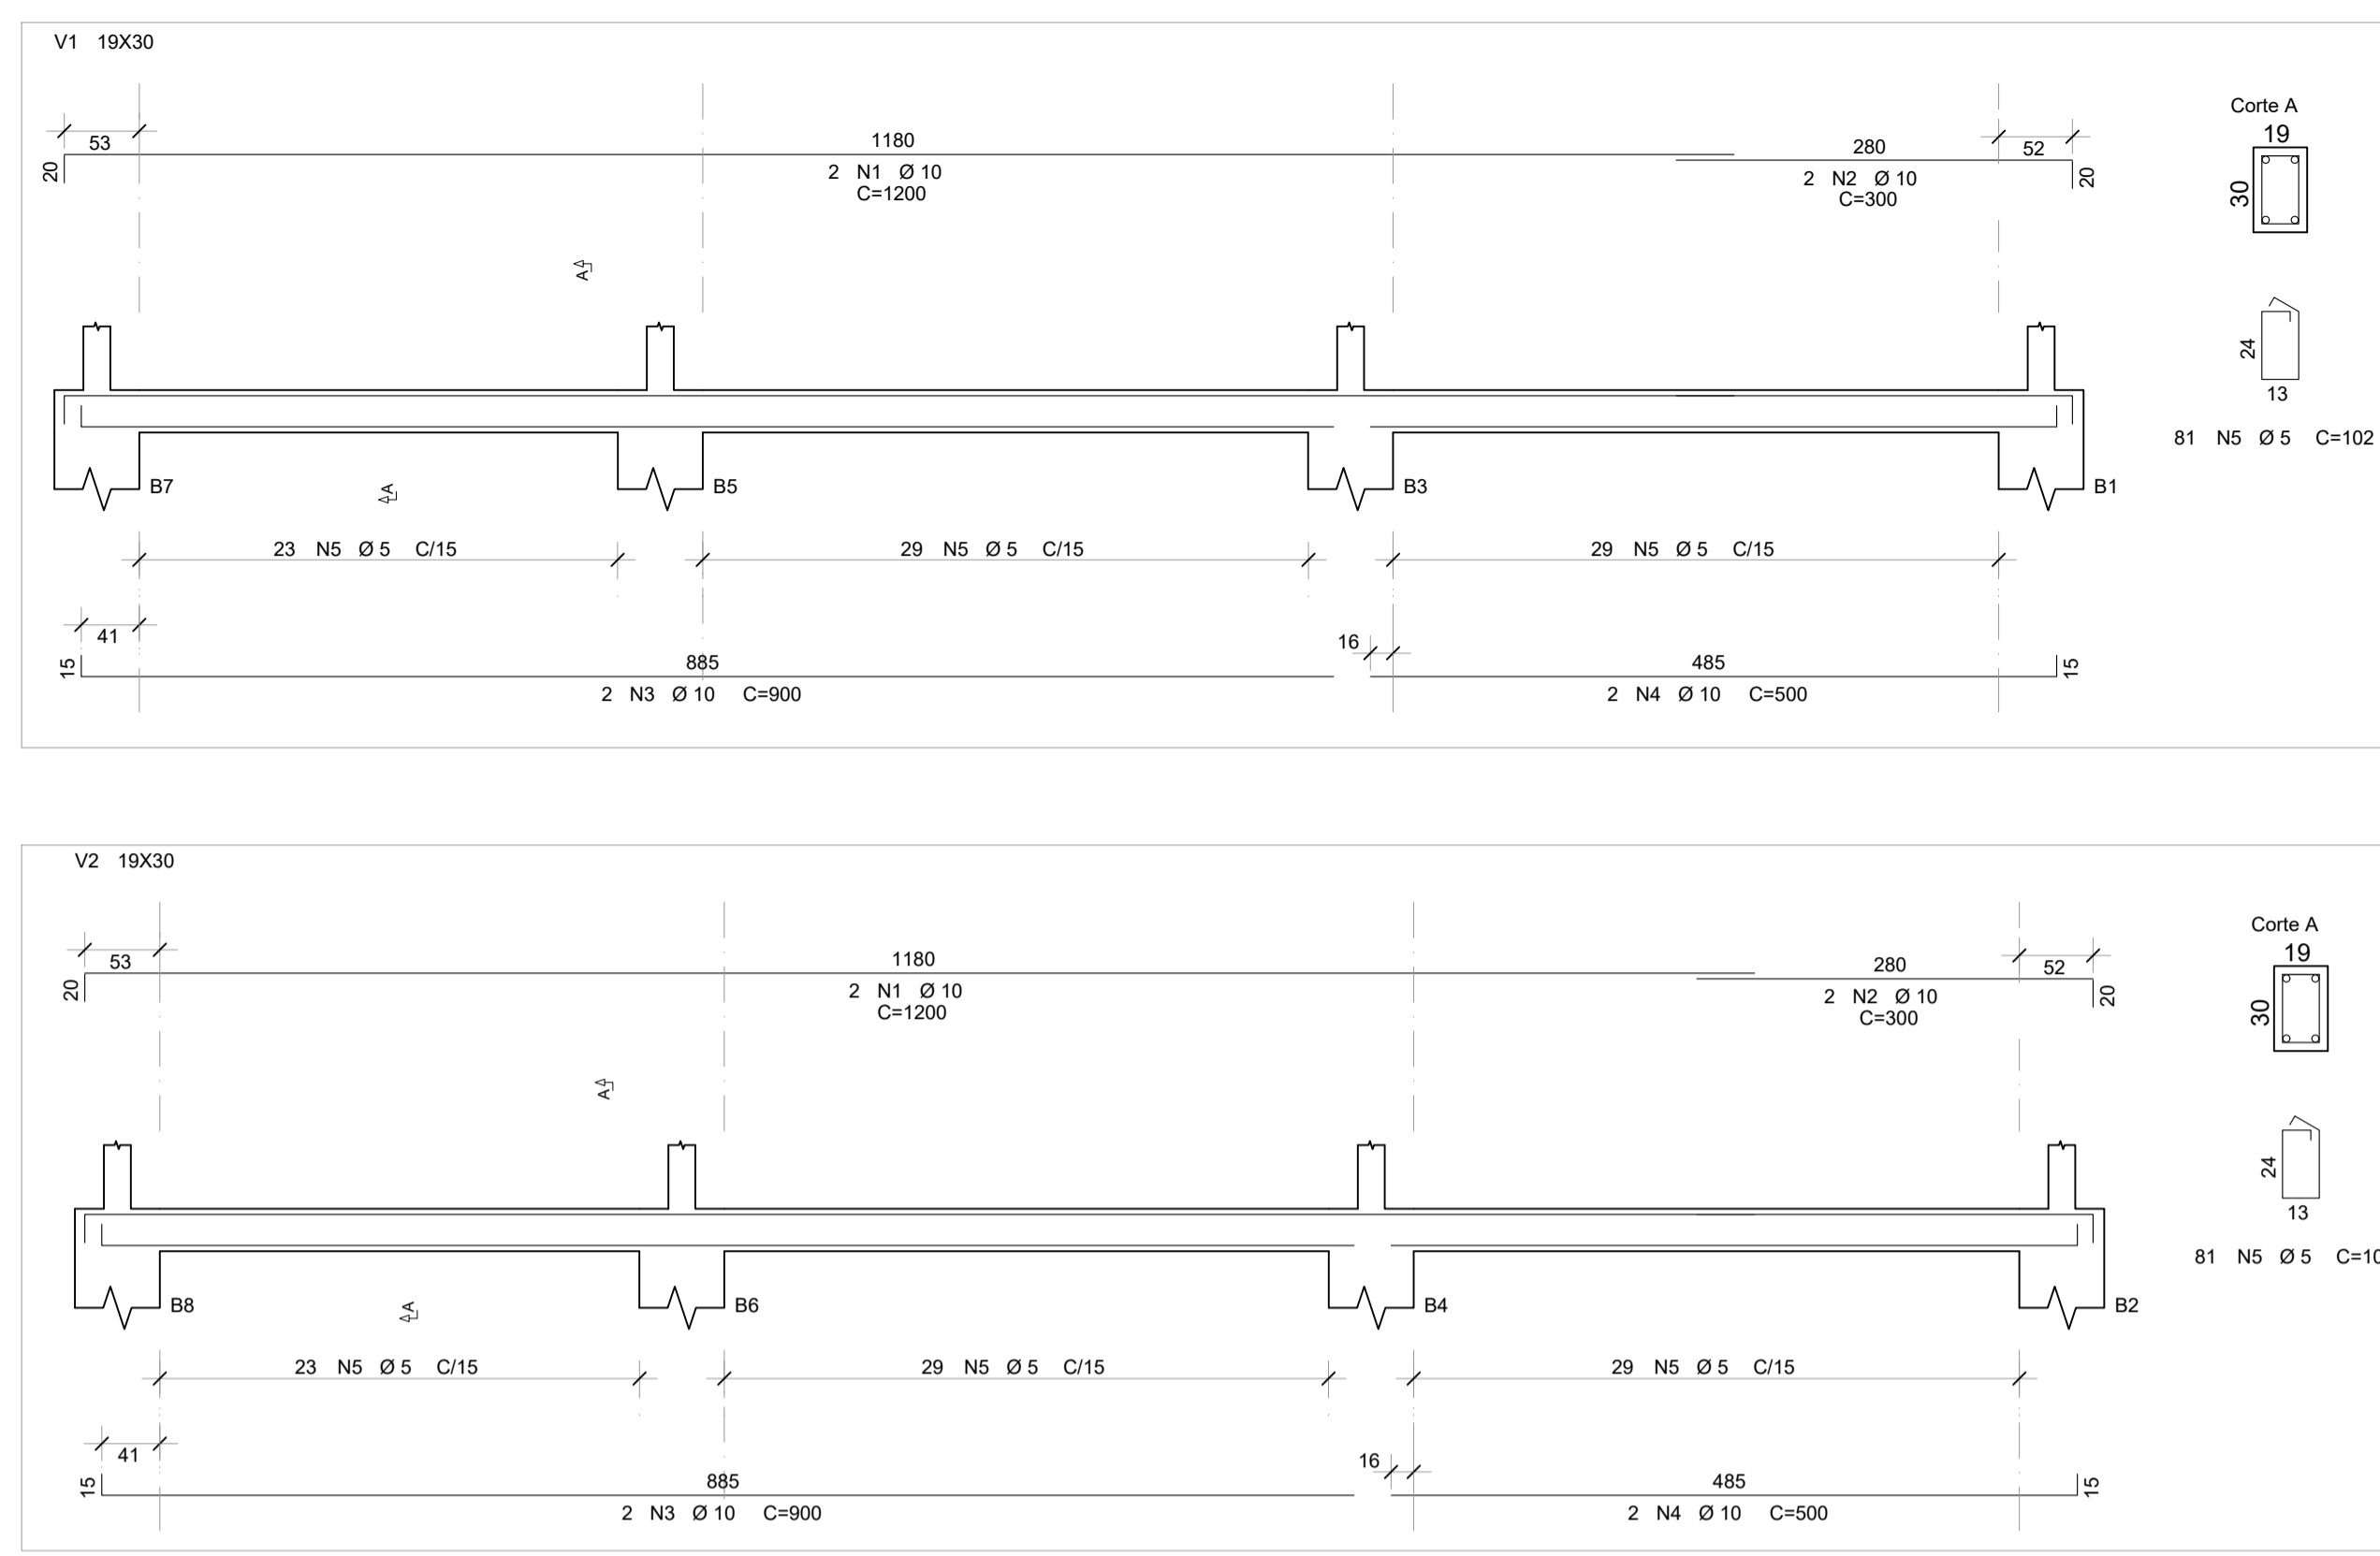 V1 19X30
Corte A
19
30
53
1180
280
52
20
2 N1 Ø 10
C=1200
2 N2 Ø 10
C=300
20
A
24
13
81 N5 Ø 5 C=102
B7
A
B5
B3
B1
23 N5 Ø 5 C/15
29 N5 Ø 5 C/15
29 N5 Ø 5 C/15
41
16
15
885
485
15
2 N3 Ø 10 C=900
2 N4 Ø 10 C=500
V2 19X30
Corte A
19
30
53
1180
280
52
20
2 N1 Ø 10
C=1200
2 N2 Ø 10
C=300
20
A
24
13
81 N5 Ø 5 C=10
B8
A
B6
B4
B2
23 N5 Ø 5 C/15
29 N5 Ø 5 C/15
29 N5 Ø 5 C/15
41
16
15
885
485
15
2 N3 Ø 10 C=900
2 N4 Ø 10 C=500